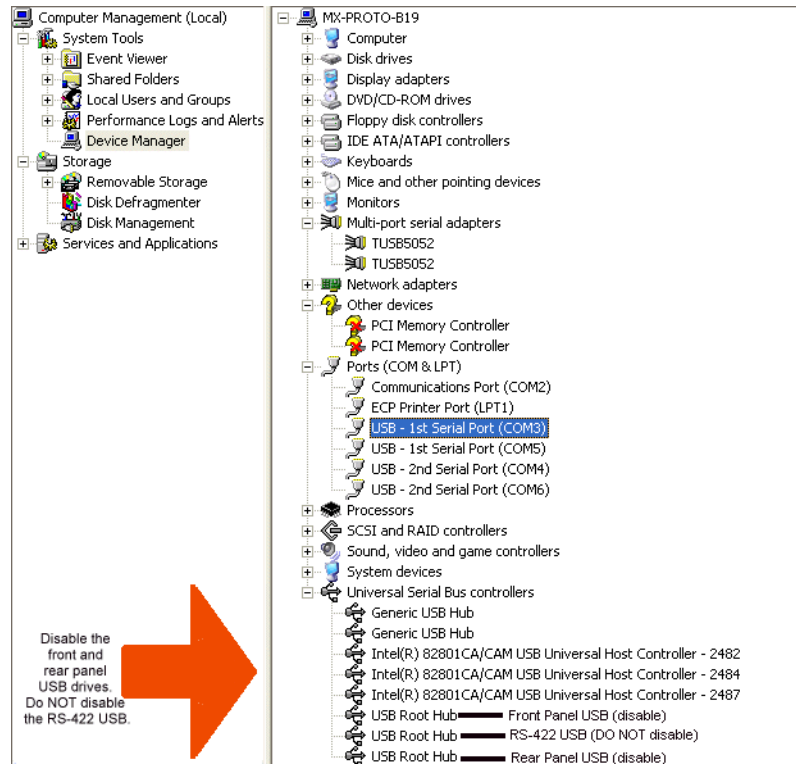 Computer Management (Local)
System Tools
Event Viewer
Shared Folders
Local Users and Groups
Performance Logs and Alerts
Device Manager
Storage
Removable Storage
Disk Defragmenter
Disk Management
Services and Applications
Disable the
front and
rear panel
USB drives.
Do NOT disable
the RS-422 USB.
MX-PROTO-B19
Computer
Disk drives
Display adapters
DVD/CD-ROM drives
Floppy disk controllers
IDE ATA/ATAPI controllers
Keyboards
Mice and other pointing devices
Monitors
Multi-port serial adapters
TUSB5052
TUSB5052
Network adapters
Other devices
PCI Memory Controller
PCI Memory Controller
Ports (COM & LPT)
Communications Port (COM2)
ECP Printer Port (LPT1)
USB - 1st Serial Port (COM3)
USB - 1st Serial Port (COM5)
USB - 2nd Serial Port (COM4)
USB - 2nd Serial Port (COM6)
Processors
SCSI and RAID controllers
Sound, video and game controllers
System devices
Universal Serial Bus controllers
Generic USB Hub
Generic USB Hub
Intel(R) 82801CA/CAM USB Universal Host Controller - 2482
Intel(R) 82801CA/CAM USB Universal Host Controller - 2484
Intel(R) 82801CA/CAM USB Universal Host Controller - 2487
USB Root Hub Front Panel USB (disable)
USB Root Hub RS-422 USB (DO NOT disable)
USB Root Hub Rear Panel USB (disable)